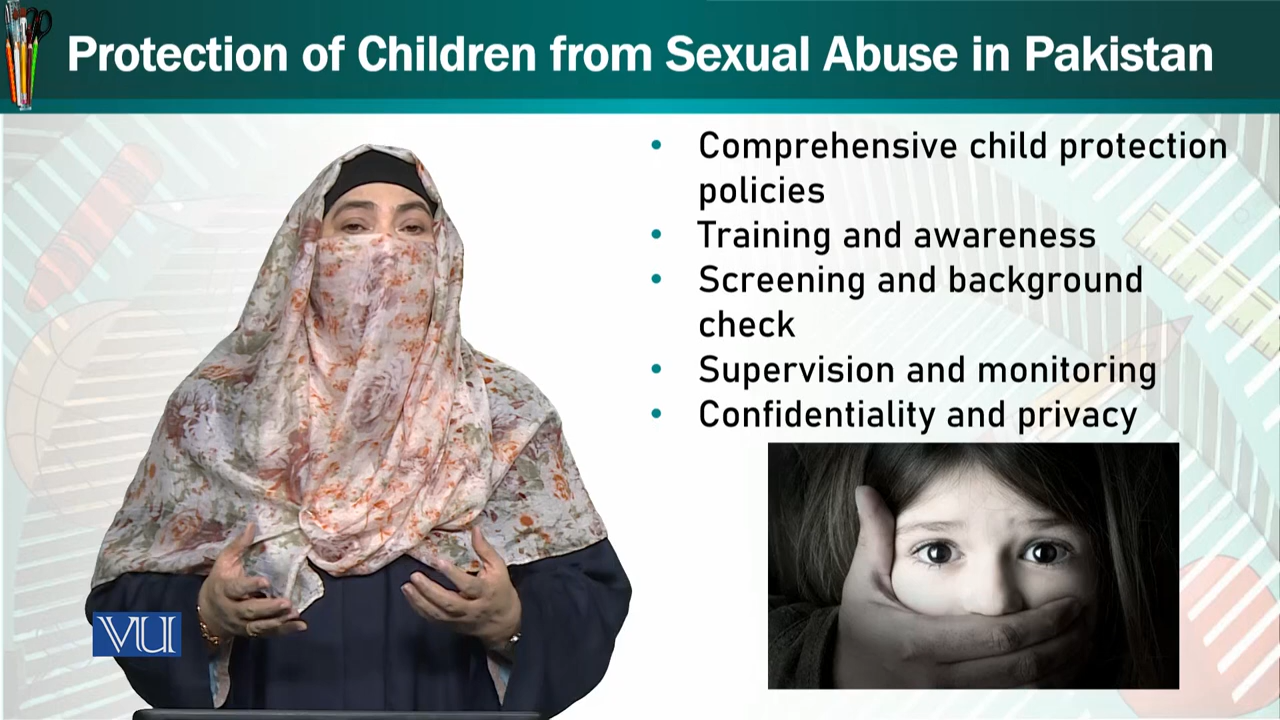 Protection of Children from Sexual Abuse in Pakistan
• Comprehensive child protection
policies
• Training and awareness
• Screening and background
check
• Supervision and monitoring
• Confidentiality and privacy
VU